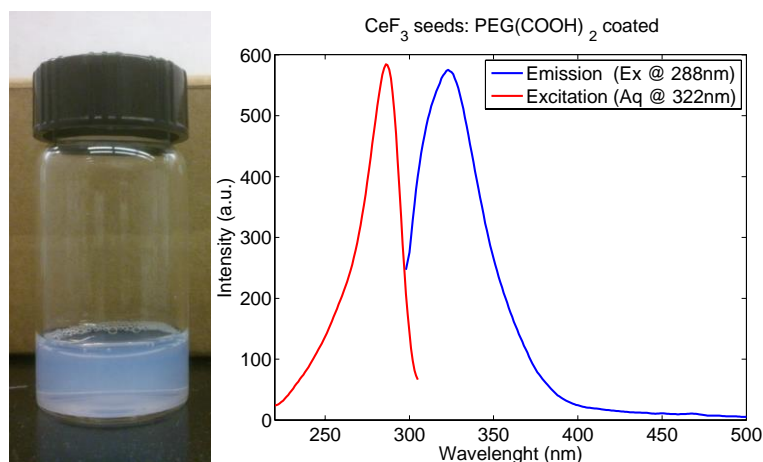 CeF3 seeds: PEG(COOH) 2 coated
600
500
400
300
200
100
0
Intensity (a.u.)
Emission (Ex @ 288nm)
Excitation (Aq @ 322nm)
250 300 350 400 450 500
Wavelenght (nm)